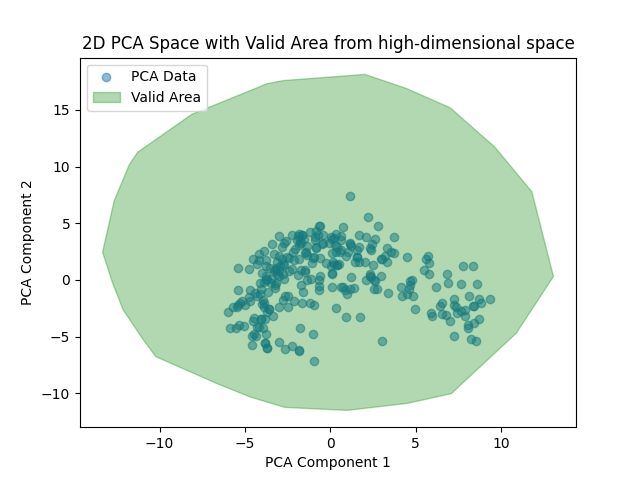 2D PCA Space with Valid Area from high-dimensional space
PCA Data
Valid Area
PCA Component 2
15
10
5
0
−5
−10
−10
−5
0
5
10
PCA Component 1